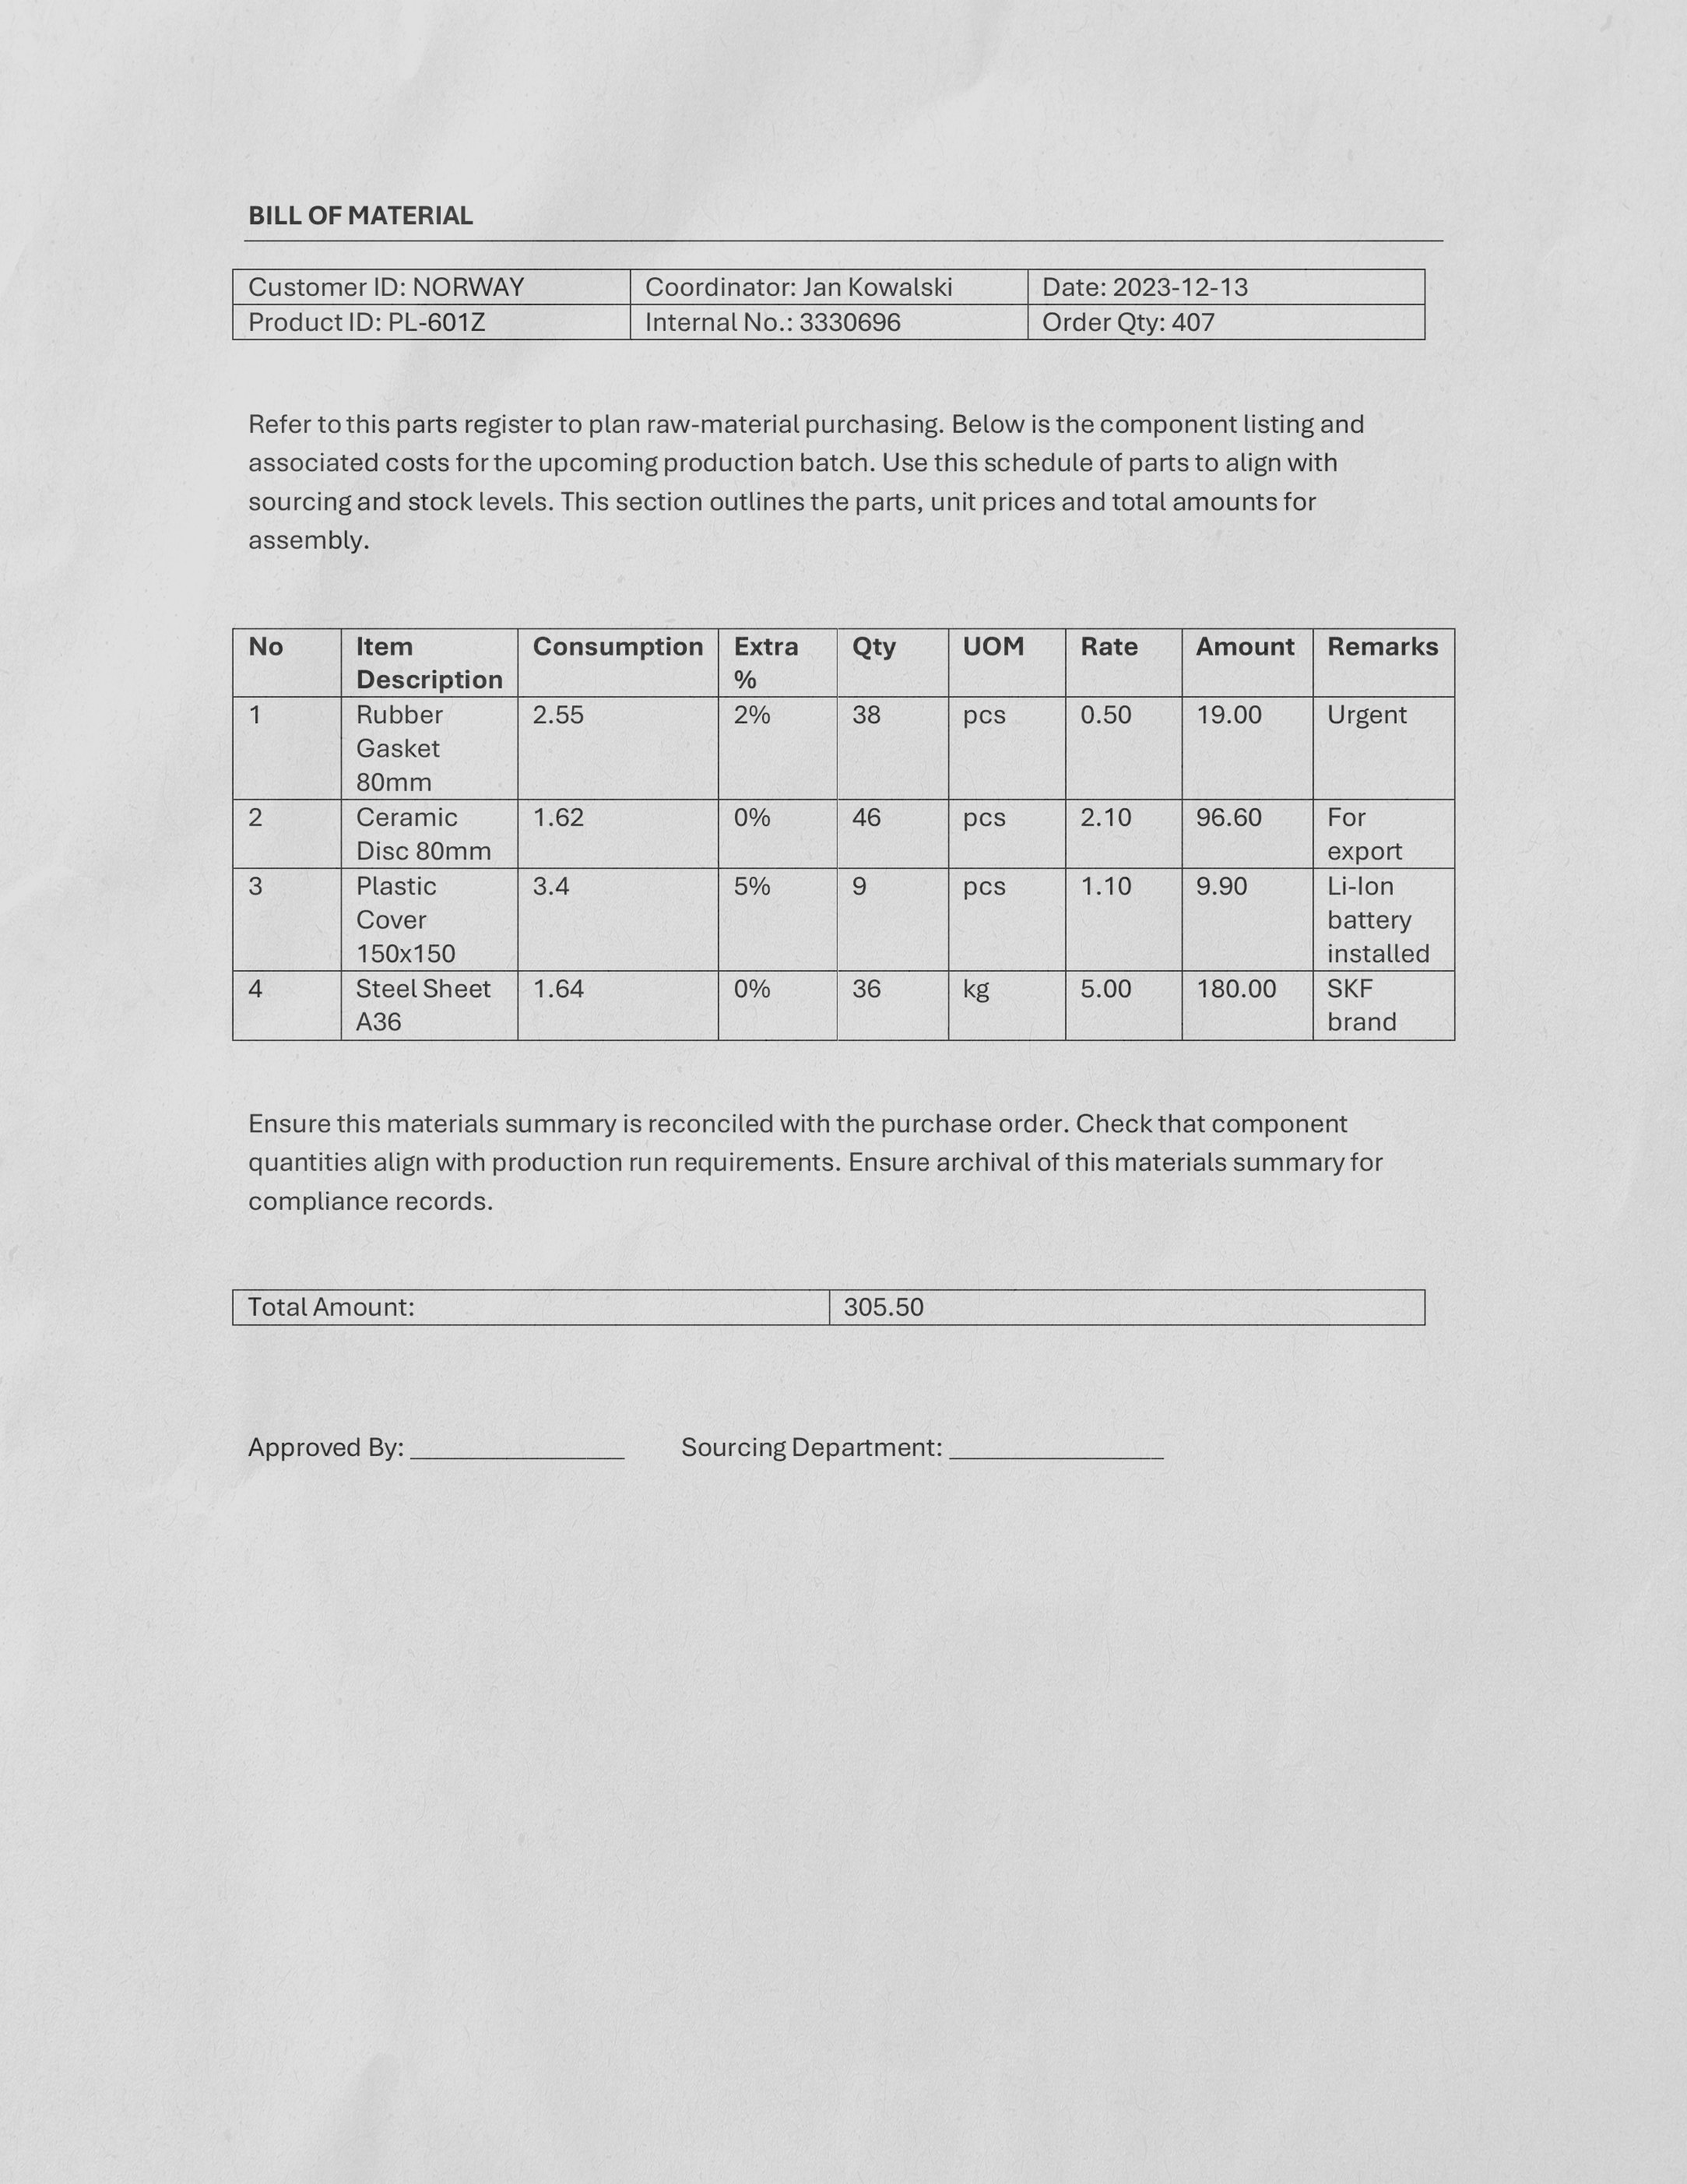 BILL OF MATERIAL
Customer ID: NORWAY Coordinator: Jan Kowalski Date: 2023-12-13
Product ID: PL-601Z Internal No.: 3330696 Order Qty: 407
Refer to this parts register to plan raw-material purchasing. Below is the component listing and
associated costs for the upcoming production batch. Use this schedule of parts to align with
sourcing and stock levels. This section outlines the parts, unit prices and total amounts for
assembly.
No Item Consumption Extra Qty UOM Rate Amount Remarks
Description %
1 Rubber 2.55 2% 38 pcs 0.50 19.00 Urgent
Gasket
80mm
2 Ceramic 1.62 0% 46 pcs 2.10 96.60 For
Disc 80mm export
3 Plastic 3.4 5% 9 pcs 1.10 9.90 Li-Ion
Cover battery
150x150 installed
4 Steel Sheet 1.64 0% 36 kg 5.00 180.00 SKF
A36 brand
Ensure this materials summary is reconciled with the purchase order. Check that component
quantities align with production run requirements. Ensure archival of this materials summary for
compliance records.
Total Amount: 305.50
Approved By: ________________ Sourcing Department: ________________